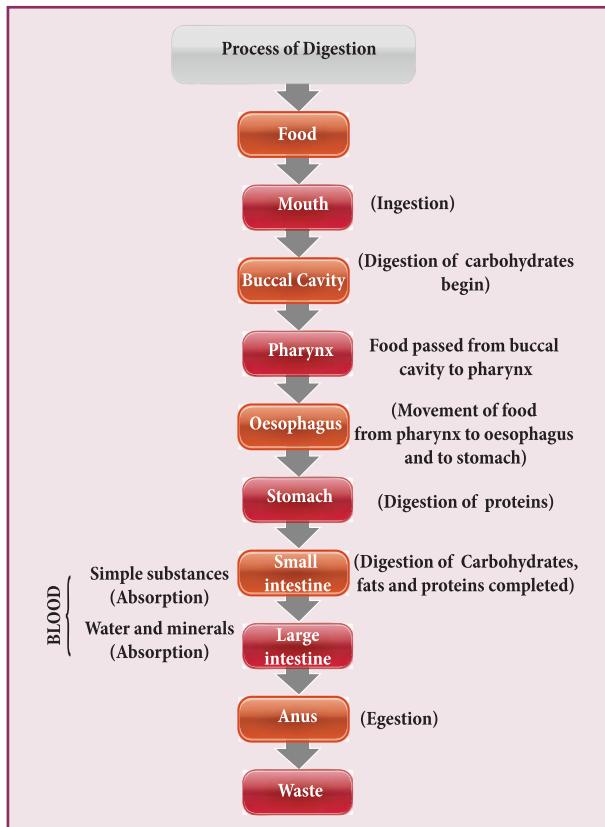 Process of Digestion
Food
Mouth
(Ingestion)
Buccal Cavity
(Digestion of carbohydrates
begin)
Pharynx
Food passed from buccal
cavity to pharynx
Oesophagus
(Movement of food
from pharynx to oesophagus
and to stomach)
Stomach
(Digestion of proteins)
BLOOD
Simple substances
(Absorption)
Small
intestine
(Digestion of Carbohydrates,
fats and proteins completed)
Water and minerals
(Absorption)
Large
intestine
Anus
(Egestion)
Waste